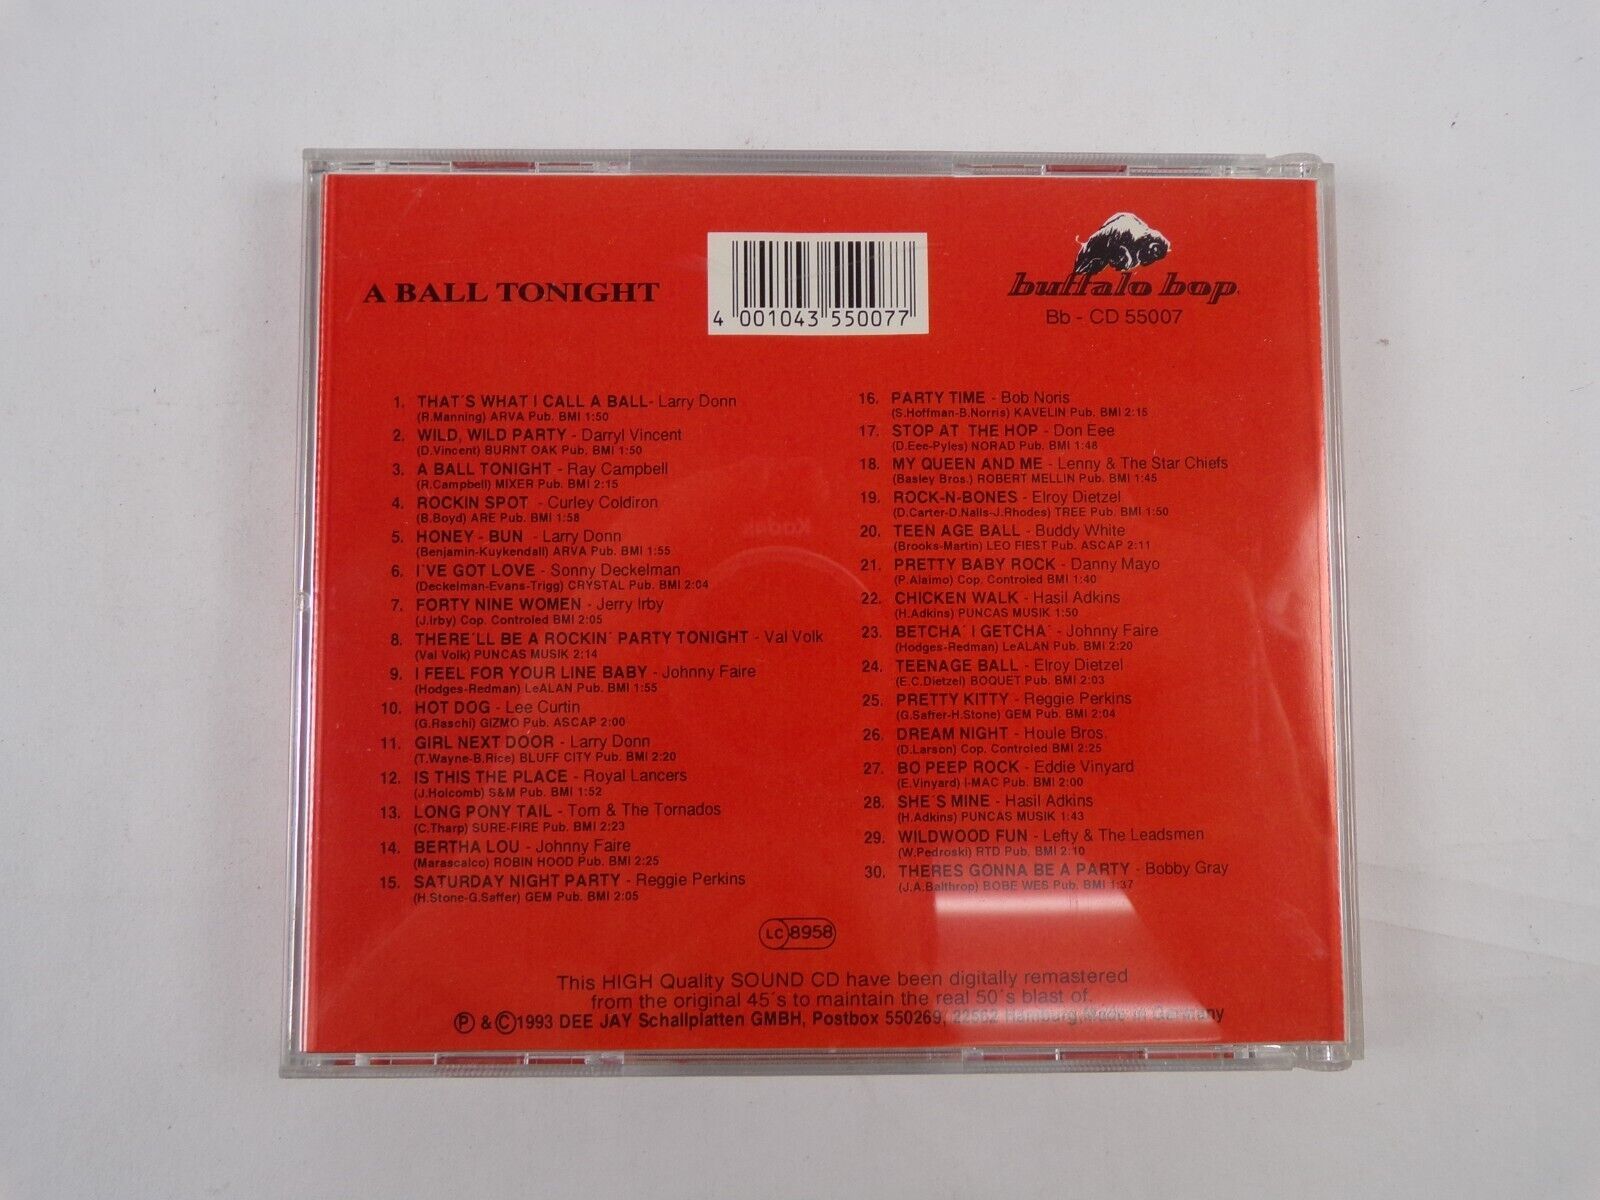 A BALL TONIGHT
4 001043 550077
buffalo bop.
Bb - CD 55007
1. THAT´S WHAT I CALL A BALL- Larry Donn
(R.Manning) ARVA Pub. BMI 1:50
2. WILD, WILD PARTY - Darryl Vincent
(D.Vincent) BURNT OAK Pub. BMI 1:50
3. A BALL TONIGHT - Ray Campbell
(R.Campbell) MIXER Pub. BMI 2:15
4. ROCKIN SPOT - Curley Coldiron
(B.Boyd) ARE Pub. BMI 1:58
5. HONEY - BUN - Larry Donn
(Benjamin-Kuykendall) ARVA Pub. BMI 1:55
6. I´VE GOT LOVE - Sonny Deckelman
(Deckelman-Evans-Trigg) CRYSTAL Pub. BMI 2:04
7. FORTY NINE WOMEN - Jerry Irby
(J.Irby) Cop. Controled BMI 2:05
8. THERE´LL BE A ROCKIN´ PARTY TONIGHT - Val Volk
(Val Volk) PUNCAS MUSIK 2:14
9. I FEEL FOR YOUR LINE BABY - Johnny Faire
(Hodges-Redman) LeALAN Pub. BMI 1:55
10. HOT DOG - Lee Curtin
(G.Raschi) GIZMO Pub. ASCAP 2:00
11. GIRL NEXT DOOR - Larry Donn
(T.Wayne-B.Rice) BLUFF CITY Pub. BMI 2:20
12. IS THIS THE PLACE - Royal Lancers
(J.Holcomb) S&M Pub. BMI 1:52
13. LONG PONY TAIL - Tom & The Tornados
(C.Tharp) SURE-FIRE Pub. BMI 2:23
14. BERTHA LOU - Johnny Faire
(Marascalco) ROBIN HOOD Pub. BMI 2:25
15. SATURDAY NIGHT PARTY - Reggie Perkins
(H.Stone-G.Saffer) GEM Pub. BMI 2:05
16. PARTY TIME - Bob Noris
(S.Hoffman-B.Norris) KAVELIN Pub. BMI 2:15
17. STOP AT THE HOP - Don Eee
(D.Eee-Pyles) NORAD Pub. BMI 1:48
18. MY QUEEN AND ME - Lenny & The Star Chiefs
(Basley Bros.) ROBERT MELLIN Pub. BMI 1:45
19. ROCK-N-BONES - Elroy Dietzel
(D.Carter-D.Nalls-J.Rhodes) TREE Pub. BMI 1:50
20. TEEN AGE BALL - Buddy White
(Brooks-Martin) LEO FIEST Pub. ASCAP 2:11
21. PRETTY BABY ROCK - Danny Mayo
(P.Alaimo) Cop. Controled BMI 1:40
22. CHICKEN WALK - Hasil Adkins
(H.Adkins) PUNCAS MUSIK 1:50
23. BETCHA´ I GETCHA´ - Johnny Faire
(Hodges-Redman) LeALAN Pub. BMI 2:20
24. TEENAGE BALL - Elroy Dietzel
(E.C.Dietzel) BOQUET Pub. BMI 2:03
25. PRETTY KITTY - Reggie Perkins
(G.Saffer-H.Stone) GEM Pub. BMI 2:04
26. DREAM NIGHT - Houle Bros.
(D.Larson) Cop. Controled BMI 2:25
27. BO PEEP ROCK - Eddie Vinyard
(E.Vinyard) I-MAC Pub. BMI 2:00
28. SHE´S MINE - Hasil Adkins
(H.Adkins) PUNCAS MUSIK 1:43
29. WILDWOOD FUN - Lefty & The Leadsmen
(W.Pedroski) RTD Pub. BMI 2:10
30. THERES GONNA BE A PARTY - Bobby Gray
(J.A.Balthrop) BOBE WES Pub. BMI 1:37
LC 8958
This HIGH Quality SOUND CD have been digitally remastered
from the original 45´s to maintain the real 50´s blast of.
Ⓟ & Ⓒ1993 DEE JAY Schallplatten GMBH, Postbox 550269, 22562 Hamburg,Made in Germany